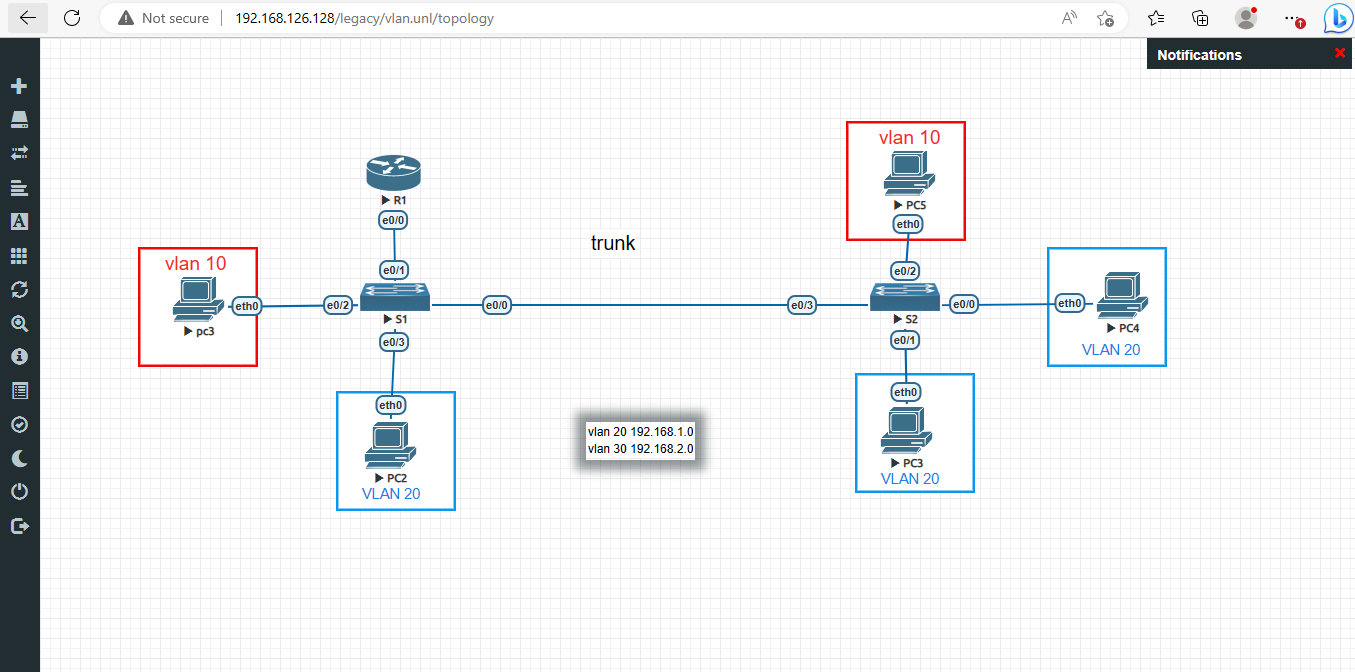 Not secure
192.168.126.128/legacy/vlan.unl/topology
Notifications
vlan 10
R1
PC5
e0/0
eth0
trunk
vlan 10
e0/1
e0/2
pc3
eth0
e0/2
S1
e0/0
e0/3
S2
e0/0
eth0
PC4
VLAN 20
e0/3
e0/1
eth0
PC2
VLAN 20
vlan 20 192.168.1.0
vlan 30 192.168.2.0
eth0
PC3
VLAN 20